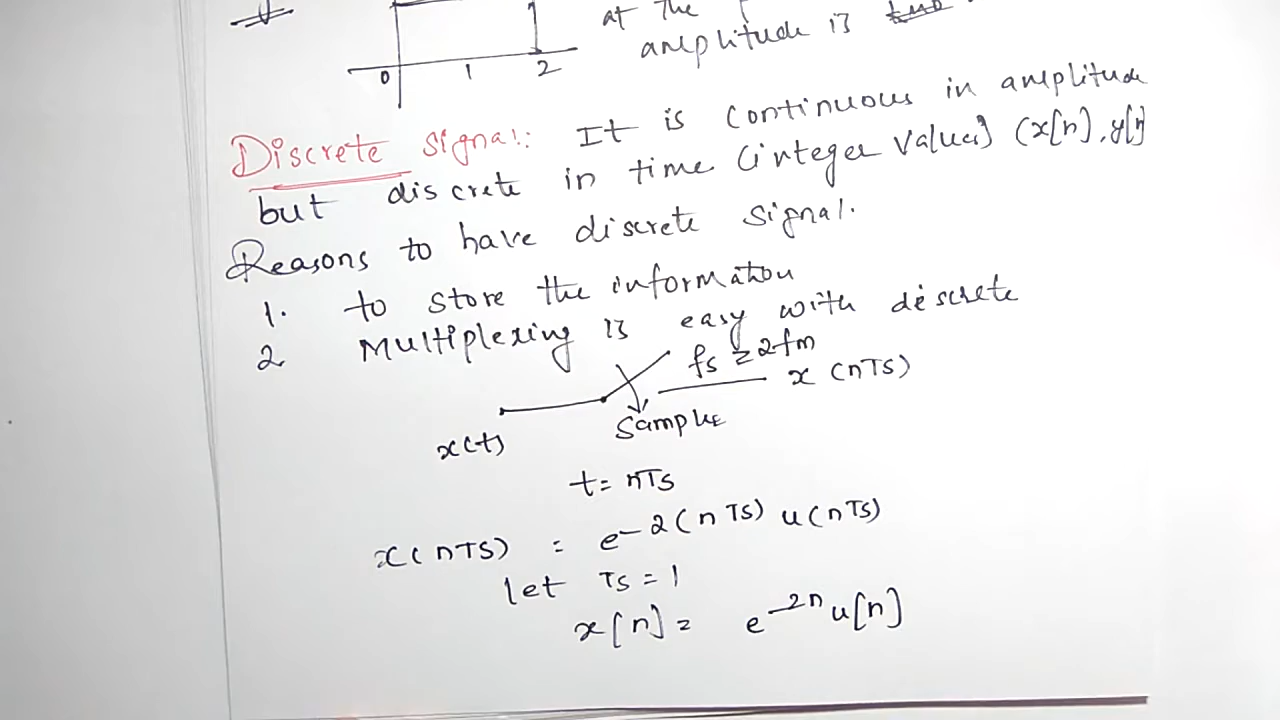 at the
amplitude is
0 1 2
Discrete signal: It is continuous in amplitude
but discrete in time (integer values) (x[n], y[n]
Reasons to have discrete signal.
1. to store the information
2 Multiplexing is easy with discrete
fs ≥ 2fm
x(t) sample x(nTs)
t = nTs
x(nTs) = e^-2(nTs) u(nTs)
let Ts = 1
x[n] = e^-2n u[n]